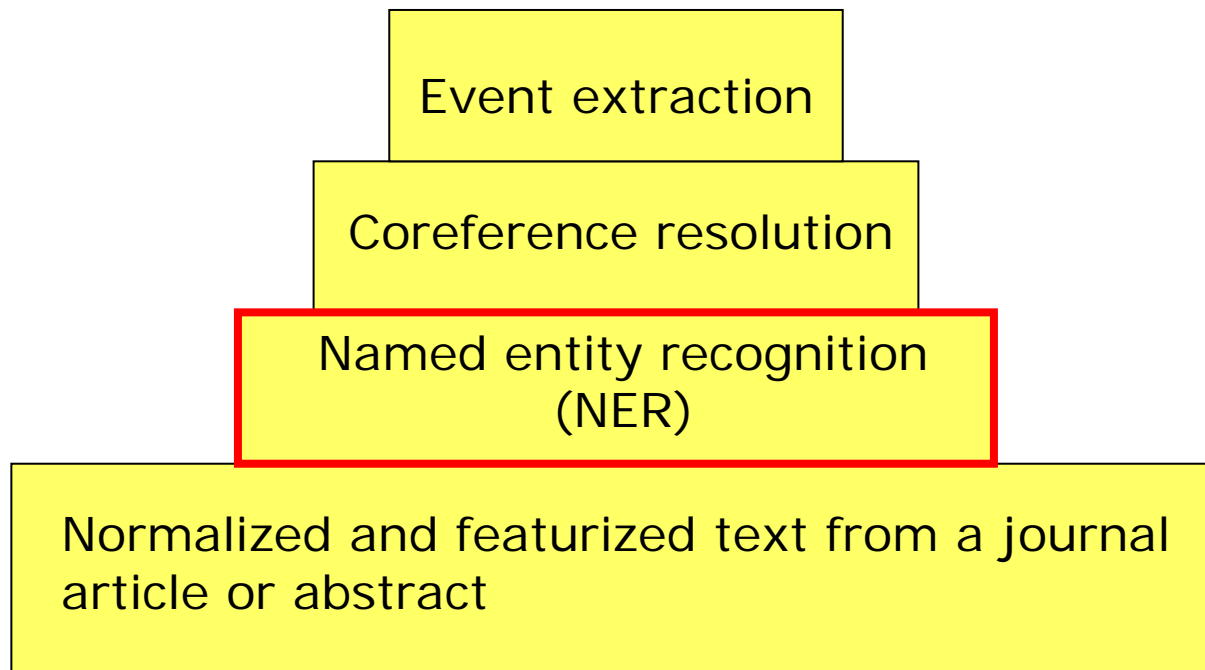 Event extraction
Coreference resolution
Named entity recognition
(NER)
Normalized and featurized text from a journal
article or abstract